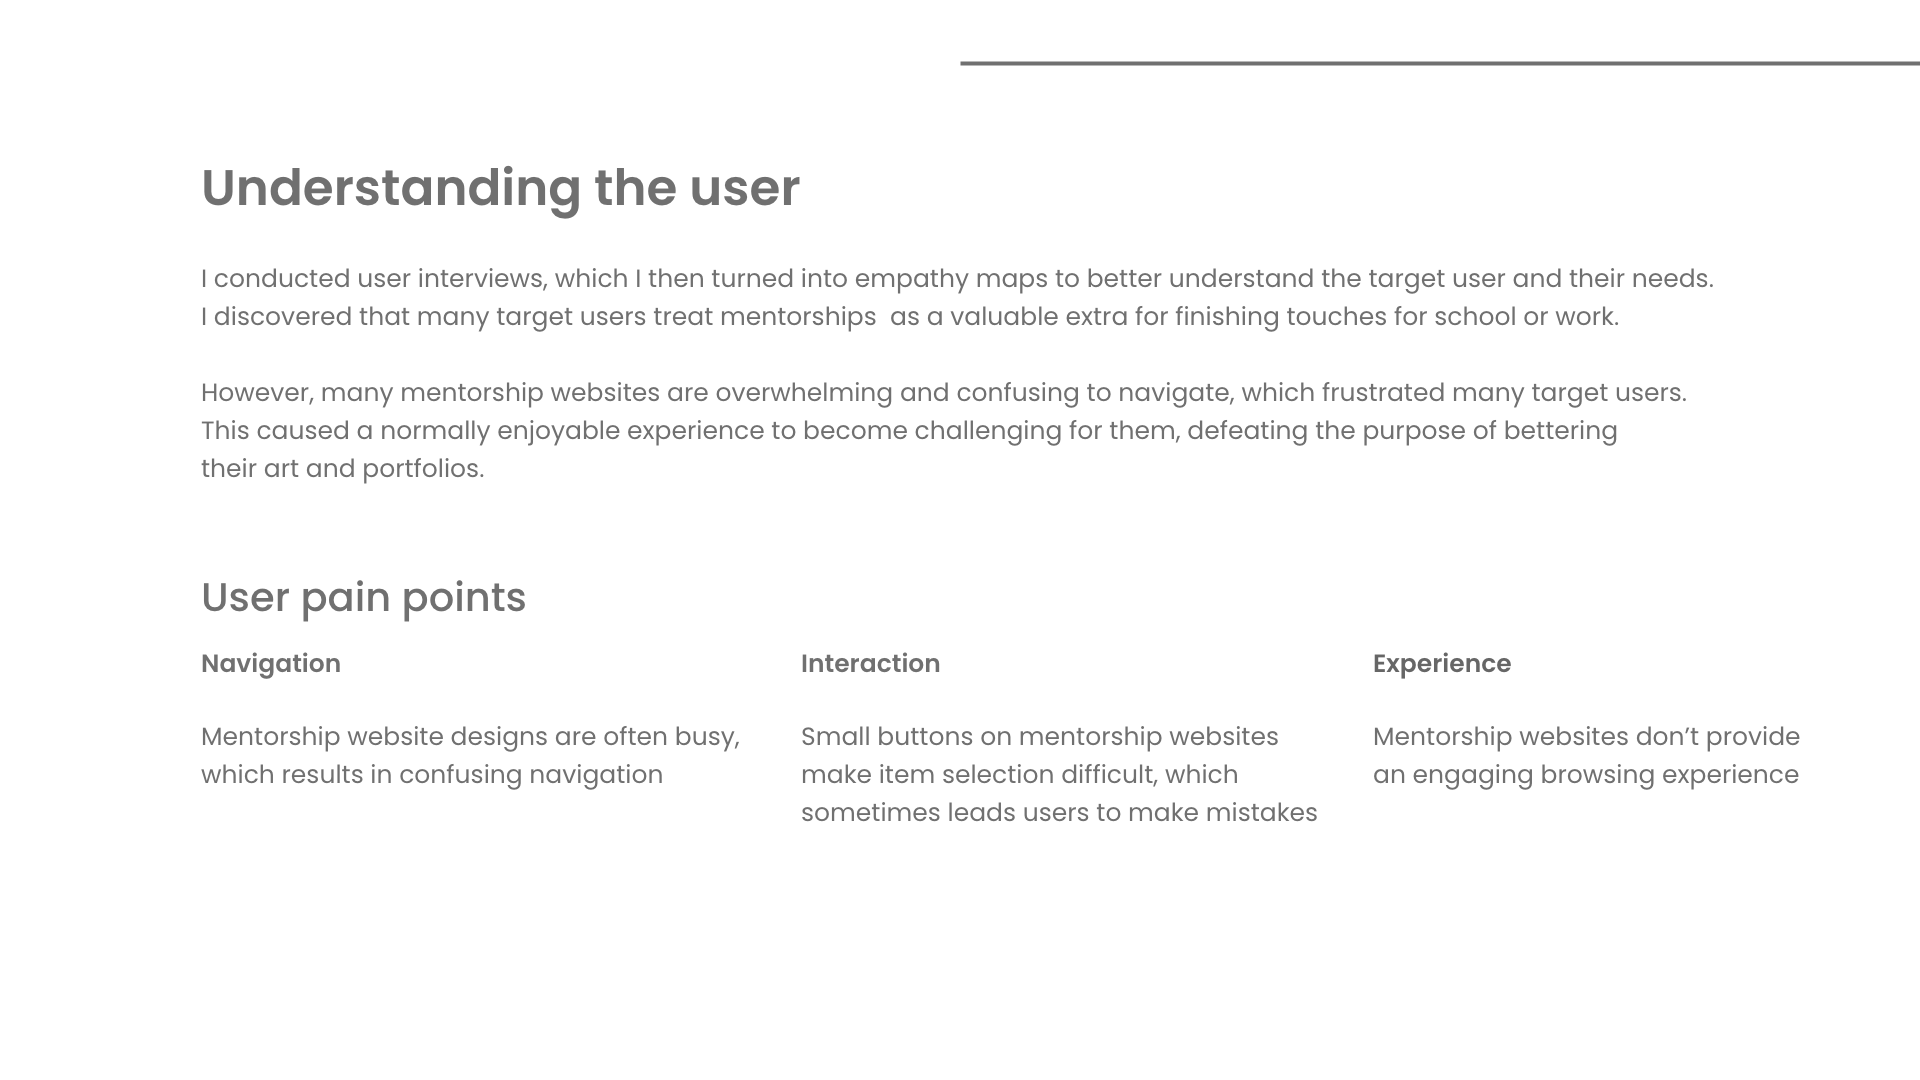 Understanding the user
I conducted user interviews, which I then turned into empathy maps to better understand the target user and their needs.
I discovered that many target users treat mentorships  as a valuable extra for finishing touches for school or work.
However, many mentorship websites are overwhelming and confusing to navigate, which frustrated many target users.
This caused a normally enjoyable experience to become challenging for them, defeating the purpose of bettering
their art and portfolios.
User pain points
Navigation
Mentorship website designs are often busy,
which results in confusing navigation
Interaction
Small buttons on mentorship websites
make item selection difficult, which
sometimes leads users to make mistakes
Experience
Mentorship websites don’t provide
an engaging browsing experience